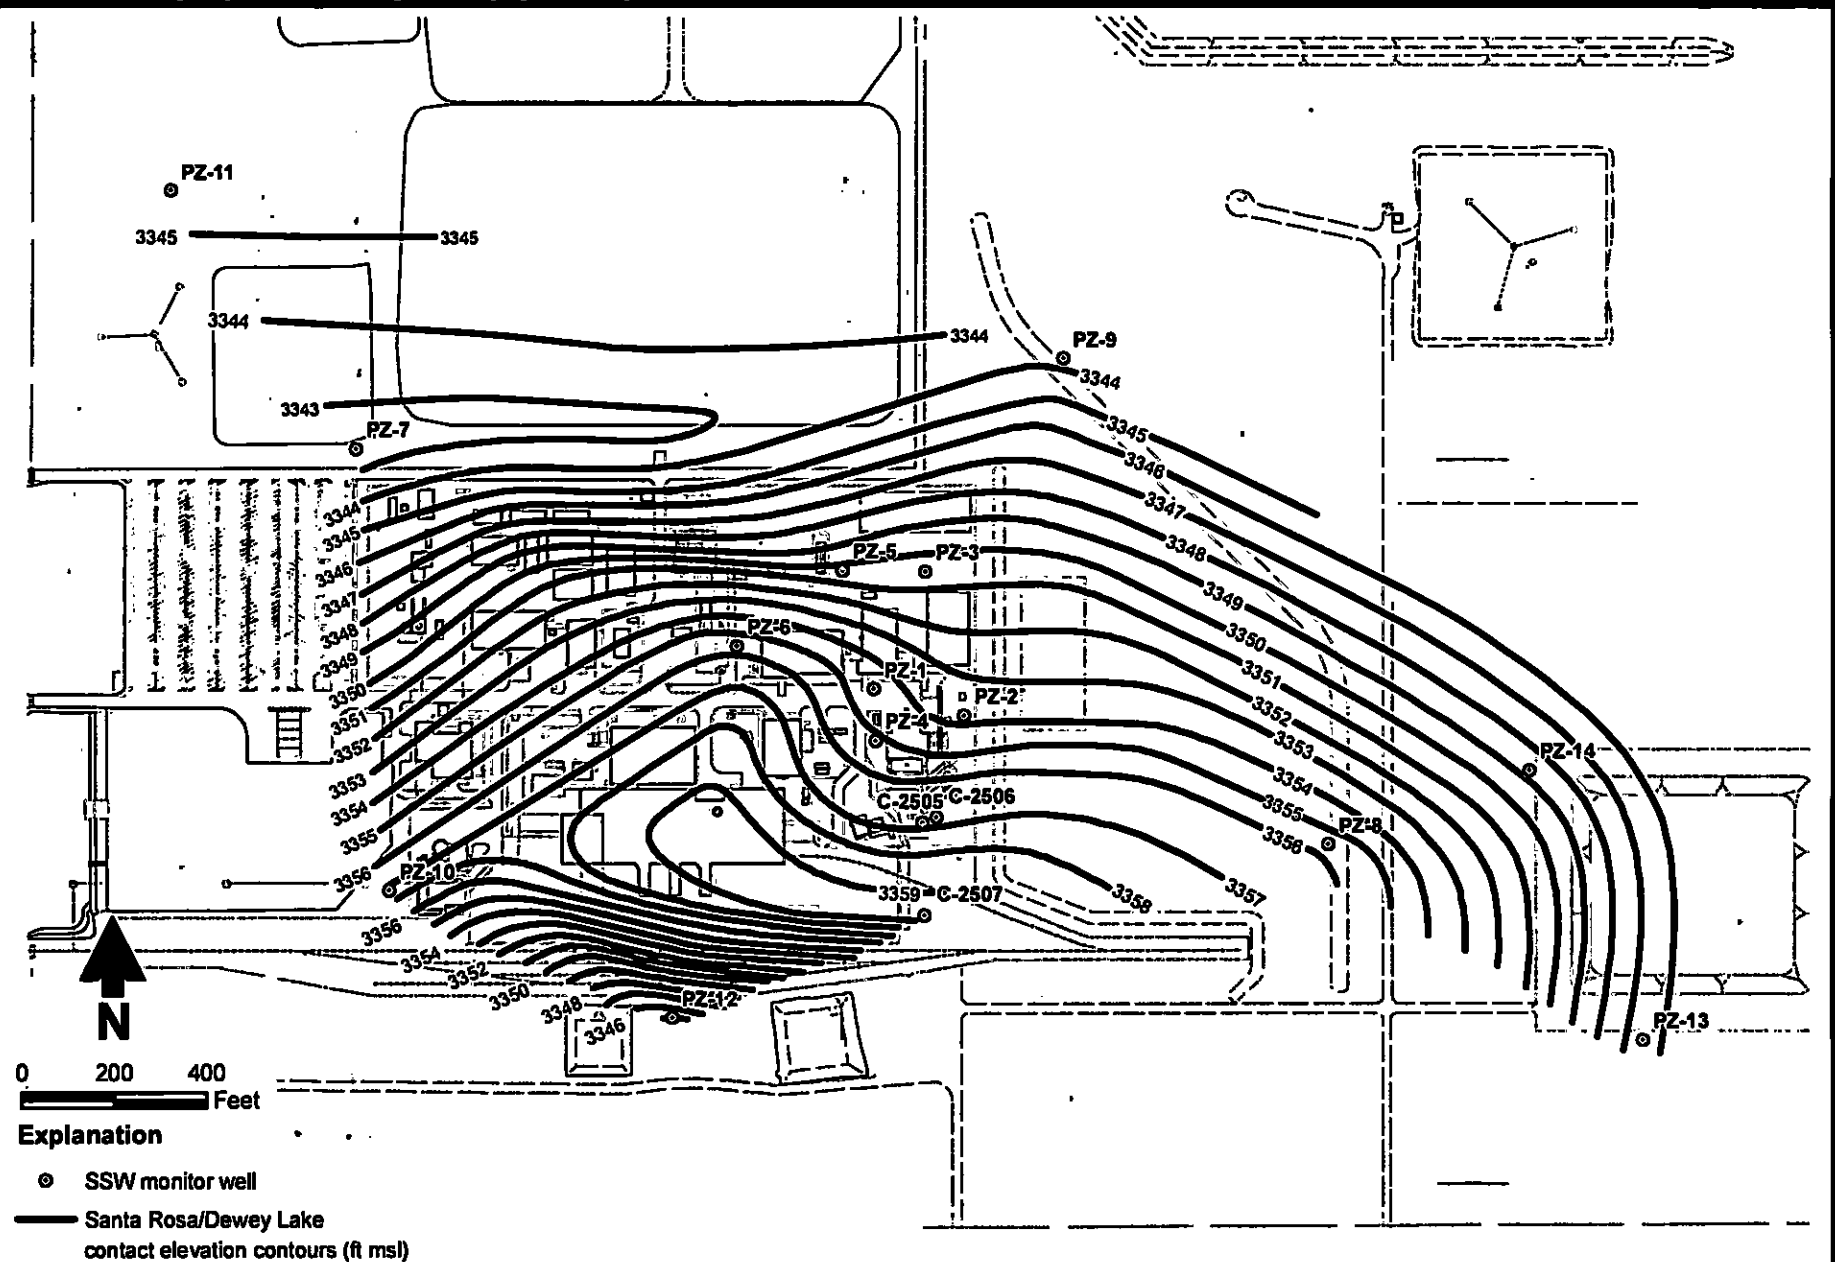 PZ-11
3345 3345
3344 3344
PZ-9
3344
3343
PZ-7
3345
3346
3347
3348
3349
3350
3351
3352
3353
3354
3355
3356
3357
3358
3359
3344
3345
3346
3347
3348
3349
3350
3351
3352
3353
3354
3355
3356
PZ-5 PZ-3
PZ-6
PZ-1
PZ-2
PZ-4
PZ-14
C-2505 C-2506
PZ-8
PZ-10
C-2507
3356
3354
3352
3350
3348
3346
PZ-12
PZ-13
N
0 200 400
Feet
Explanation
SSW monitor well
Santa Rosa/Dewey Lake
contact elevation contours (ft msl)